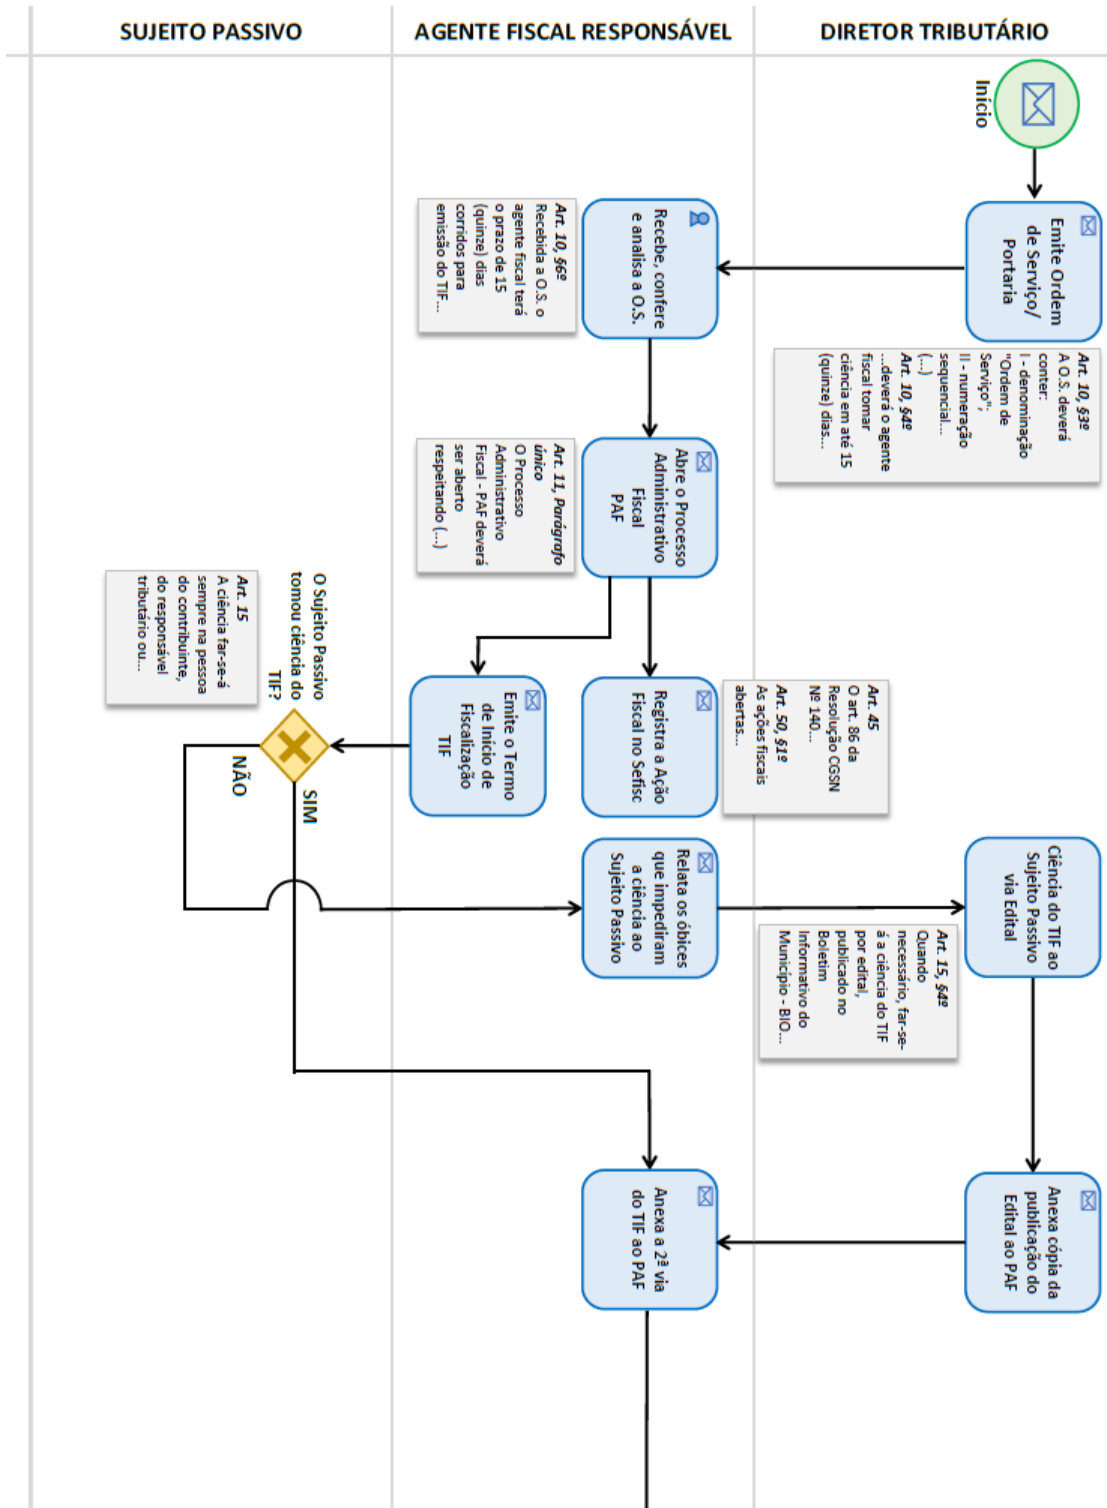 SUJEITO PASSIVO
AGENTE FISCAL RESPONSÁVEL
DIRETOR TRIBUTÁRIO
Início
Emite Ordem
de Serviço/
Portaria
Art. 10, §3º
A O.S. deverá
conter:
I - denominação
"Ordem de
Serviço";
II - numeração
sequencial...
(...)
Art. 10, §4º
...deverá o agente
fiscal tomar
ciência em até 15
(quinze) dias...
Recebe, confere
e analisa a O.S.
Art. 10, §6º
Recebida a O.S. o
agente fiscal terá
o prazo de 15
(quinze) dias
corridos para
emissão do TIF...
Abre o Processo
Administrativo
Fiscal
PAF
Art. 11, Parágrafo
único
O Processo
Administrativo
Fiscal - PAF deverá
ser aberto
respeitando (...)
Registra a Ação
Fiscal no Sefisc
Art. 45
O art. 86 da
Resolução CGSN
Nº 140...
Art. 50, §1º
As ações fiscais
abertas...
Emite o Termo
de Início de
Fiscalização
TIF
O Sujeito Passivo
tomou ciência do
TIF?
Art. 15
A ciência far-se-á
sempre na pessoa
do contribuinte,
do responsável
tributário ou...
SIM
NÃO
Relata os óbices
que impediram
a ciência ao
Sujeito Passivo
Ciência do TIF ao
Sujeito Passivo
via Edital
Art. 15, §4º
Quando
necessário, far-se-
á a ciência do TIF
por edital,
publicado no
Boletim
Informativo do
Município - BIO...
Anexa cópia da
publicação do
Edital ao PAF
Anexa a 2ª via
do TIF ao PAF